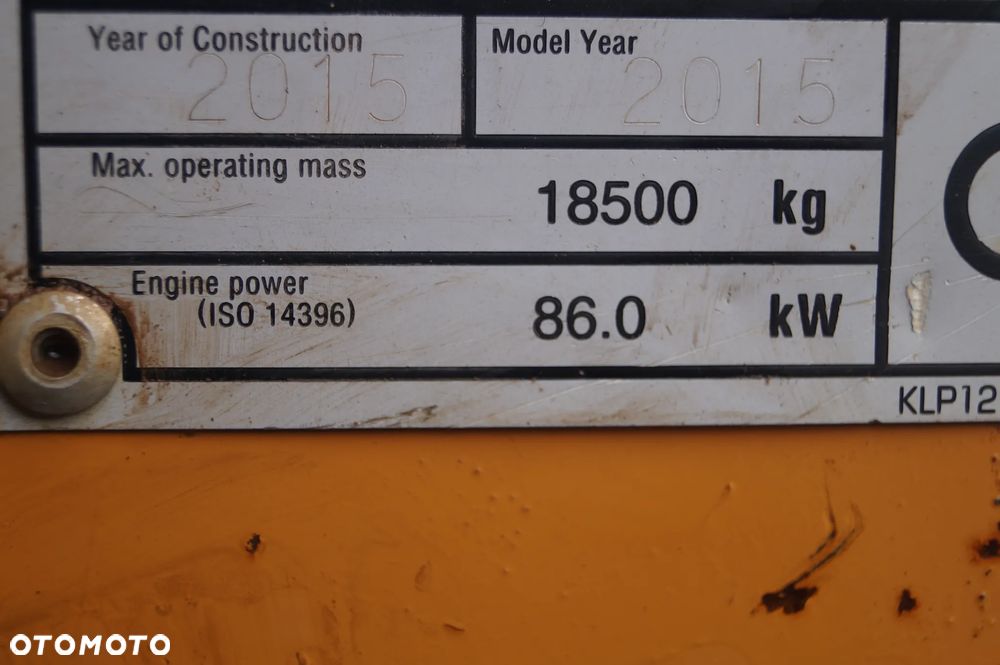 Year of Construction
2015
Model Year
2015
Max. operating mass
18500 kg
Engine power
(ISO 14396)
86.0 kW
KLP12
OTOMOTO